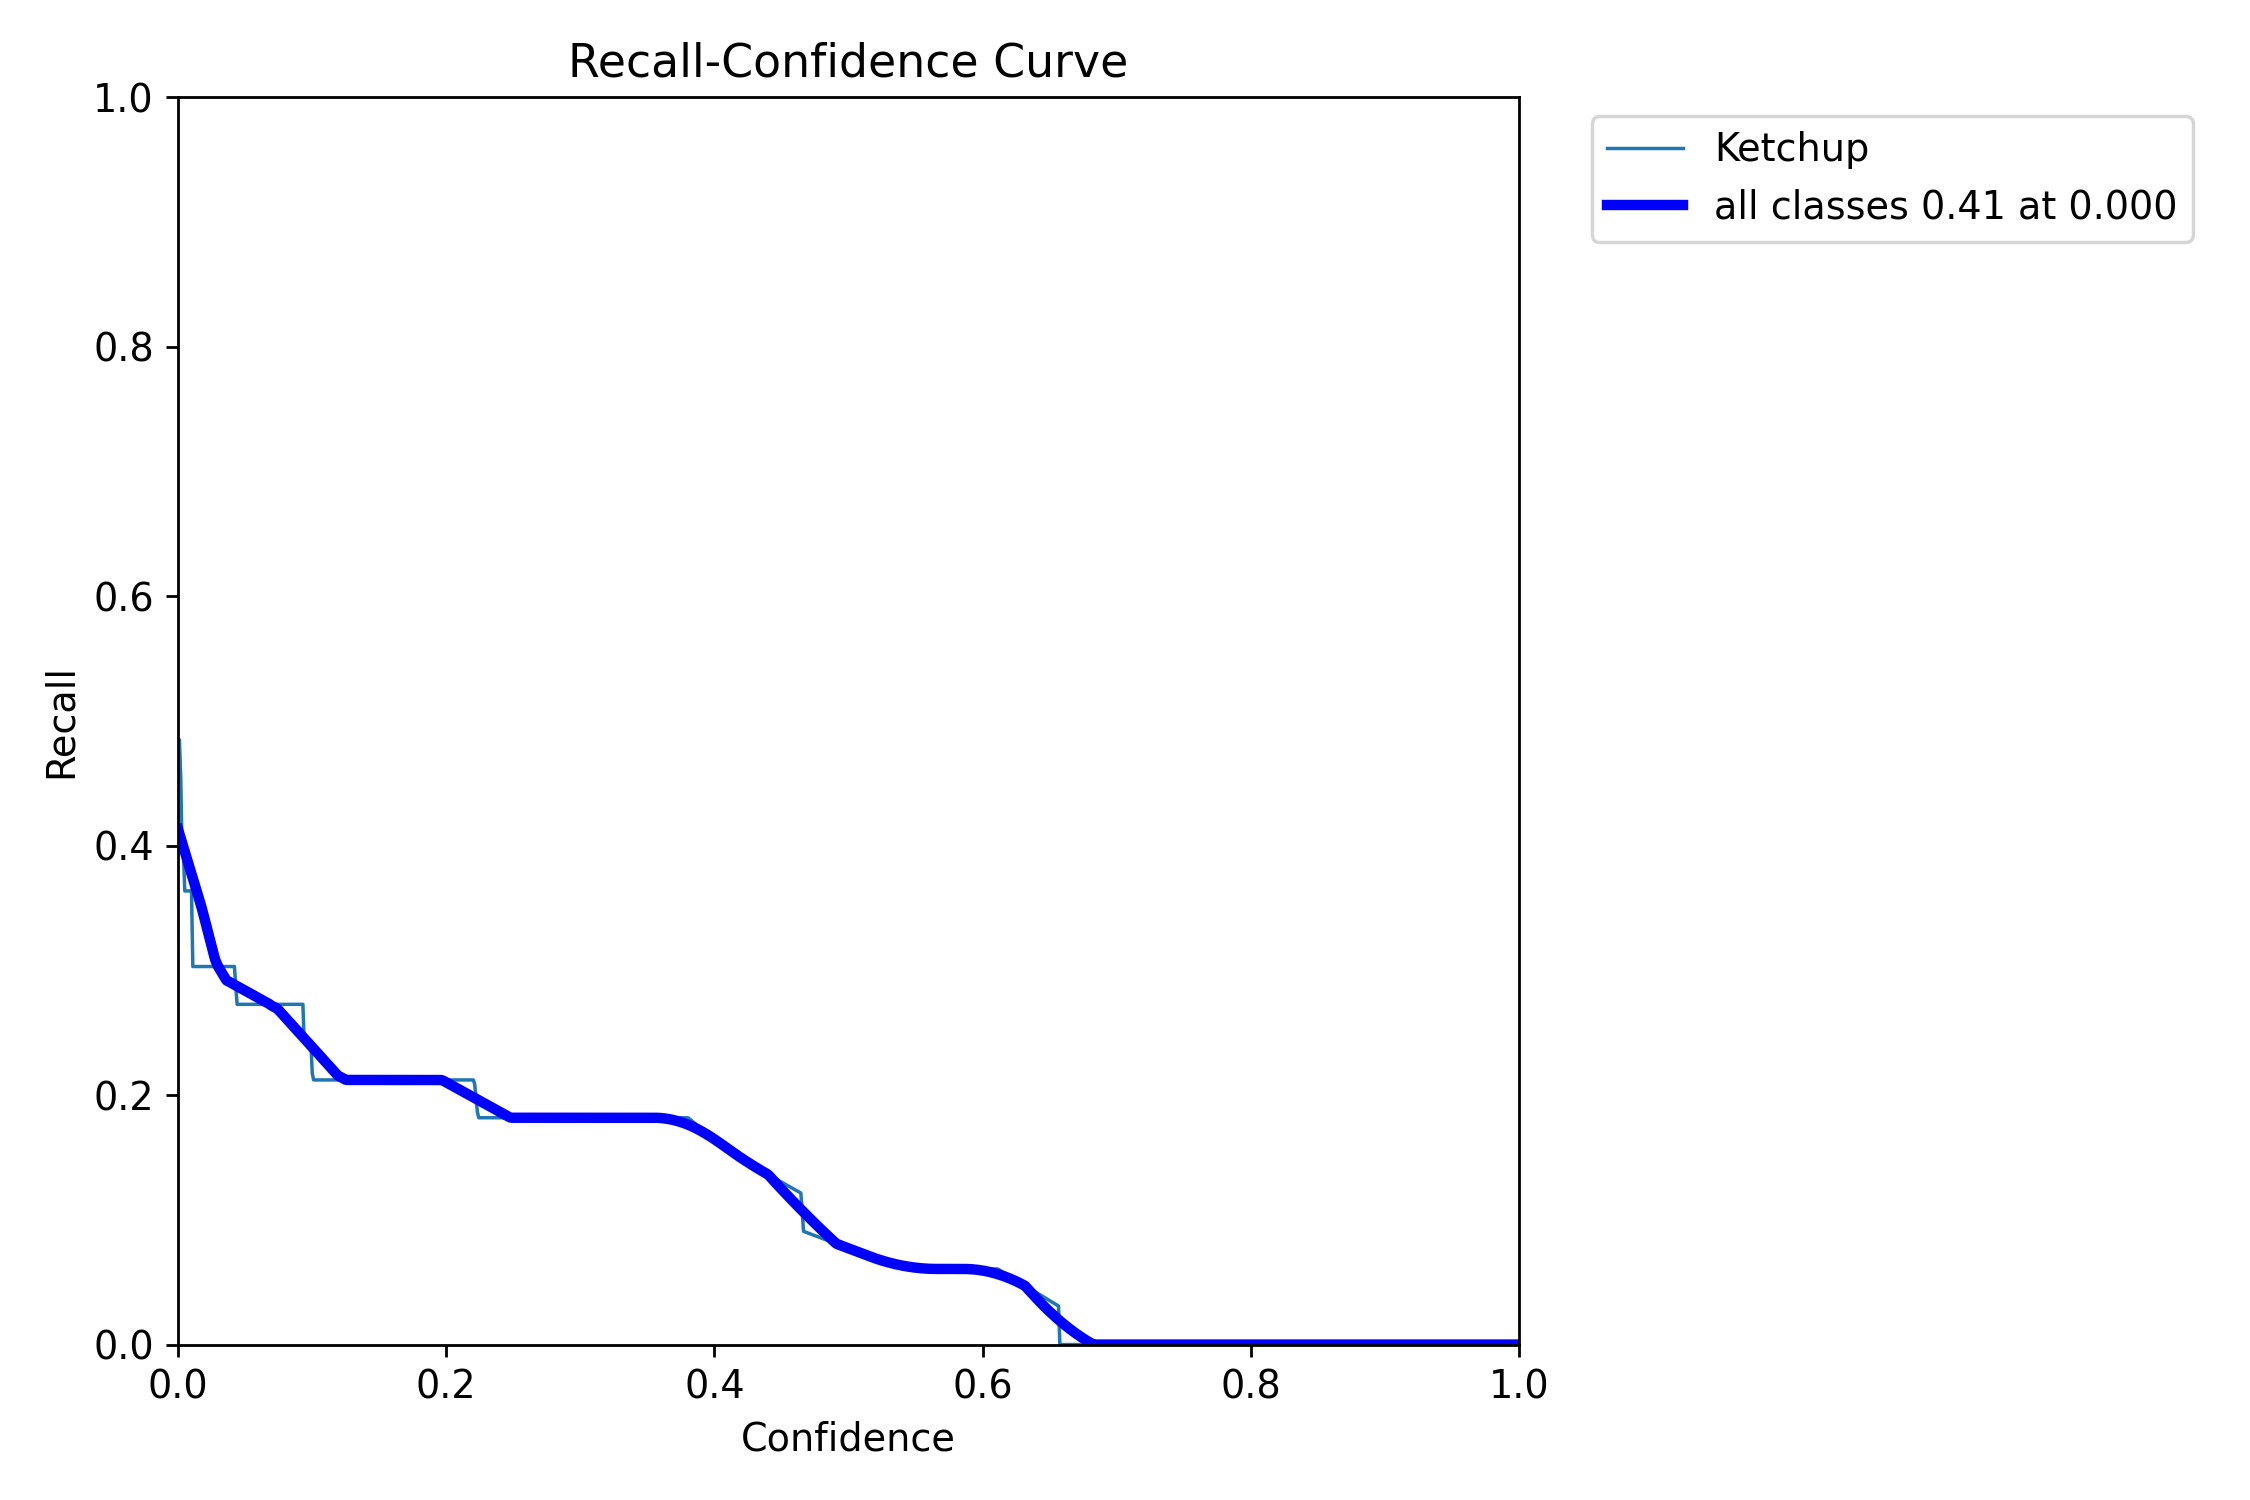 Recall-Confidence Curve
1.0
0.8
0.6
0.4
0.2
0.0
Recall
0.0 0.2 0.4 0.6 0.8 1.0
Confidence
Ketchup
all classes 0.41 at 0.000